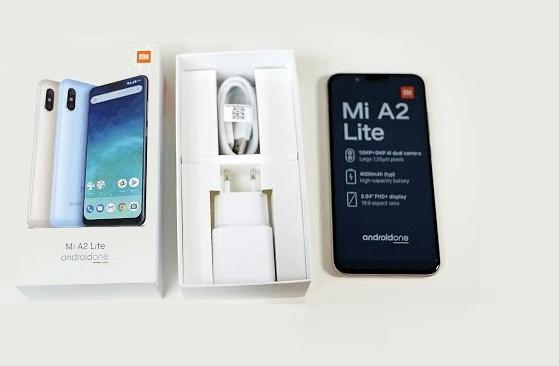 mi
Mi A2 Lite
androidone
mi
Mi A2 Lite
12MP+5MP AI dual camera
Large 1.25μm pixels
4000mAh (typ)
High-capacity battery
5.84" FHD+ display
19:9 aspect ratio
androidone